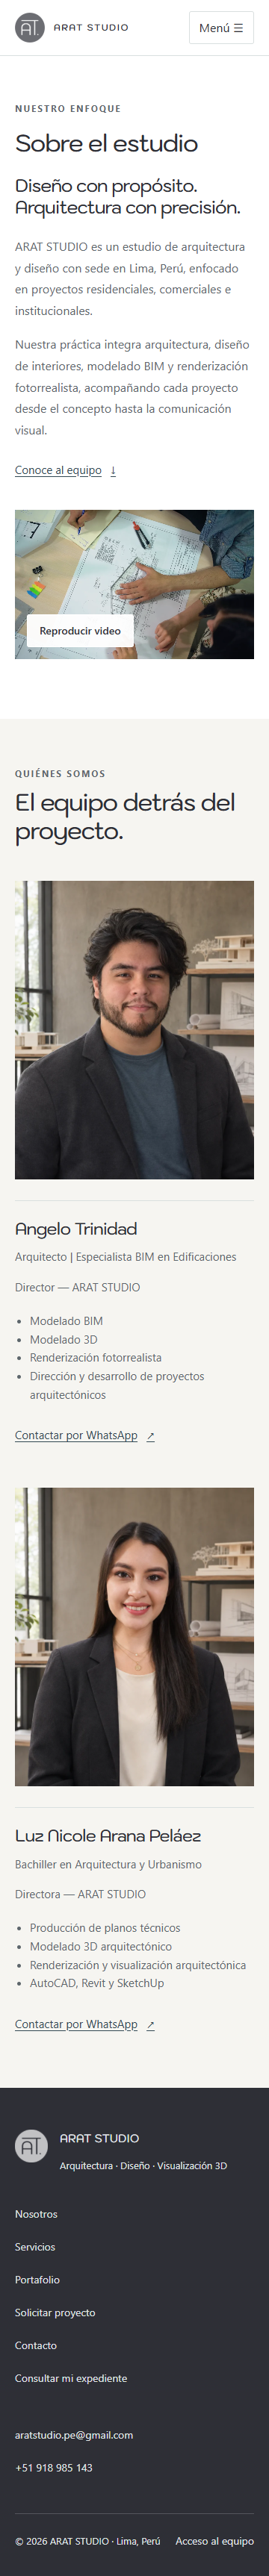 AT.
ARAT STUDIO
Menú ☰
NUESTRO ENFOQUE
Sobre el estudio
Diseño con propósito.
Arquitectura con precisión.
ARAT STUDIO es un estudio de arquitectura
y diseño con sede en Lima, Perú, enfocado
en proyectos residenciales, comerciales e
institucionales.
Nuestra práctica integra arquitectura, diseño
de interiores, modelado BIM y renderización
fotorrealista, acompañando cada proyecto
desde el concepto hasta la comunicación
visual.
Conoce al equipo ↓
Reproducir video
QUIÉNES SOMOS
El equipo detrás del
proyecto.
Angelo Trinidad
Arquitecto | Especialista BIM en Edificaciones
Director — ARAT STUDIO
• Modelado BIM
• Modelado 3D
• Renderización fotorrealista
• Dirección y desarrollo de proyectos
arquitectónicos
Contactar por WhatsApp ↗
Luz Nicole Arana Peláez
Bachiller en Arquitectura y Urbanismo
Directora — ARAT STUDIO
• Producción de planos técnicos
• Modelado 3D arquitectónico
• Renderización y visualización arquitectónica
• AutoCAD, Revit y SketchUp
Contactar por WhatsApp ↗
AT.
ARAT STUDIO
Arquitectura · Diseño · Visualización 3D
Nosotros
Servicios
Portafolio
Solicitar proyecto
Contacto
Consultar mi expediente
aratstudio.pe@gmail.com
+51 918 985 143
© 2026 ARAT STUDIO · Lima, Perú
Acceso al equipo